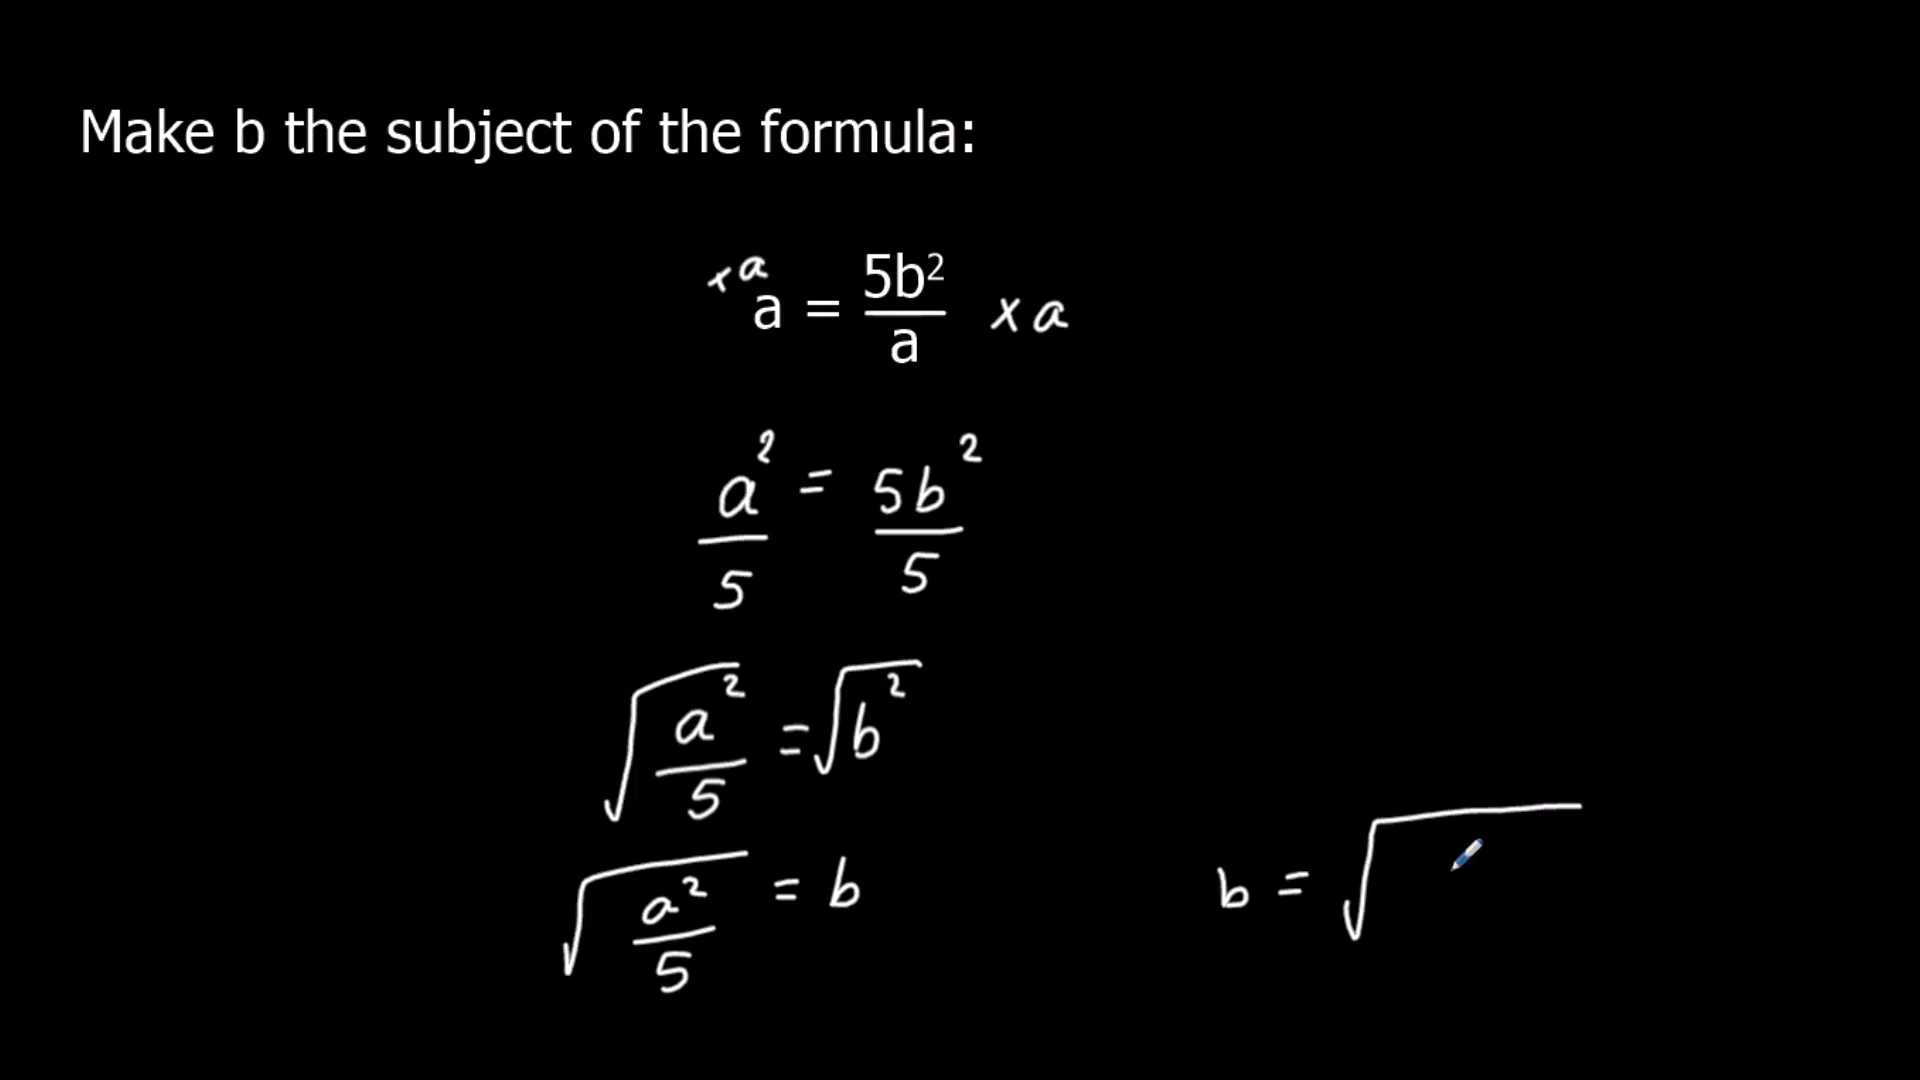 Make b the subject of the formula:
×a a = 5b²/a × a
a²/5 = 5b²/5
√(a²/5) = √b²
√(a²/5) = b
b = √